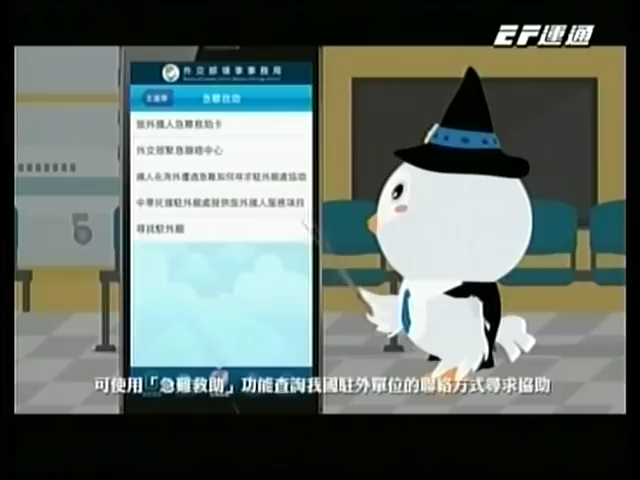 EF運通
外交部領事事務局
主選單
急難救助
旅外國人急難救助卡
外交部緊急聯絡中心
國人在海外遭遇急難如何尋求駐外館處協助
中華民國駐外館處提供旅外國人服務項目
尋找駐外館
5
可使用「急難救助」功能查詢我國駐外單位的聯絡方式尋求協助